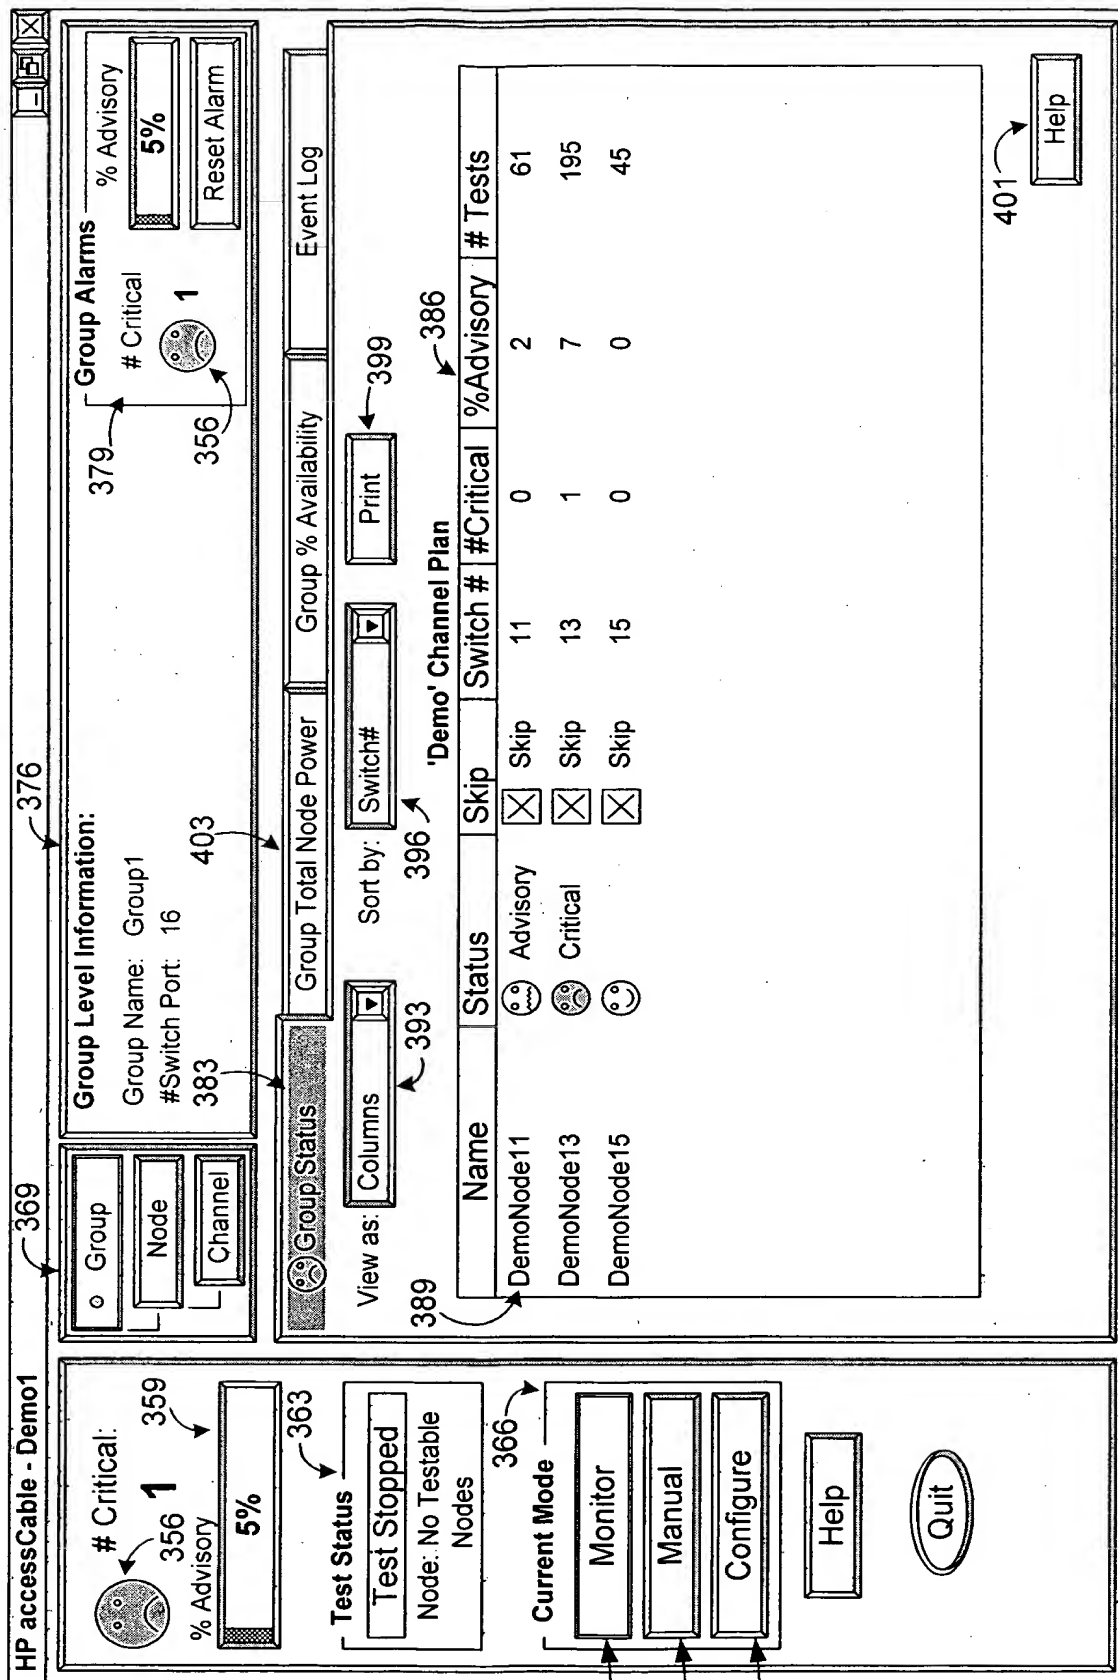 HP accessCable - Demo1
# Critical:
1
356
% Advisory
359
5%
363
Test Status
Test Stopped
Node: No Testable
Nodes
366
Current Mode
Monitor
Manual
Configure
Help
Quit
369
Group
Node
Channel
376
Group Level Information:
Group Name: Group1
#Switch Port: 16
379
Group Alarms
# Critical
1
356
% Advisory
5%
Reset Alarm
383
403
Group Status
Group Total Node Power
Group % Availability
Event Log
View as: Columns
393
Sort by: Switch#
396
Print
399
'Demo' Channel Plan
386
Name Status Skip Switch # #Critical %Advisory # Tests
389
DemoNode11 Advisory Skip 11 0 2 61
DemoNode13 Critical Skip 13 1 7 195
DemoNode15 Skip 15 0 0 45
401
Help